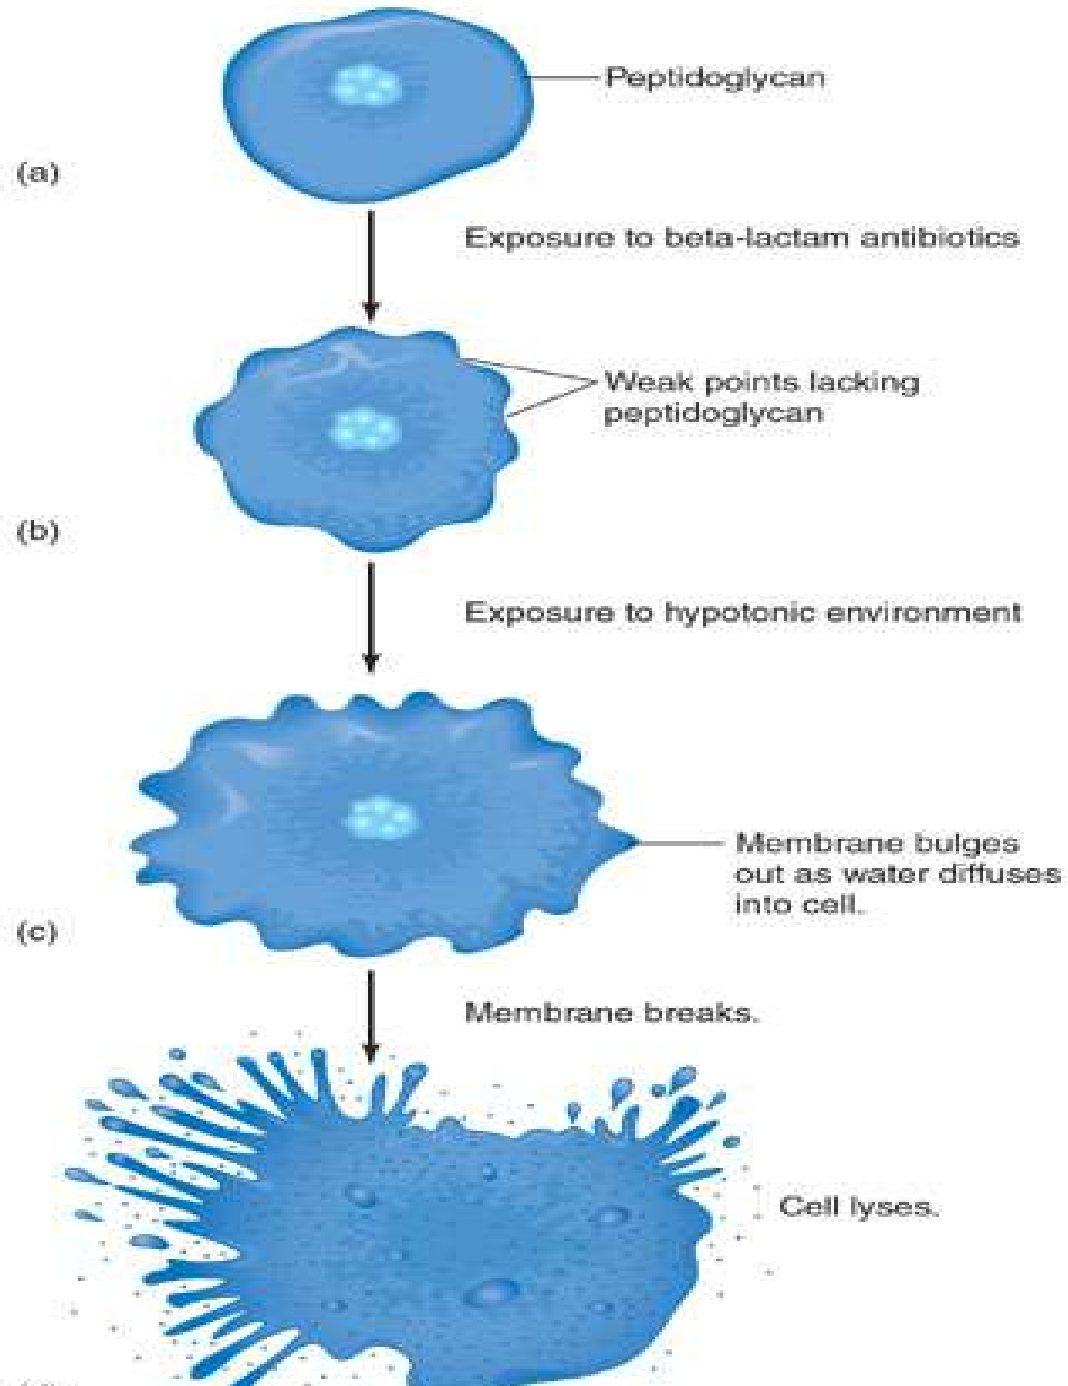 Peptidoglycan
(a)
Exposure to beta-lactam antibiotics
Weak points lacking
peptidoglycan
(b)
Exposure to hypotonic environment
Membrane bulges
out as water diffuses
into cell.
(c)
Membrane breaks.
Cell lyses.